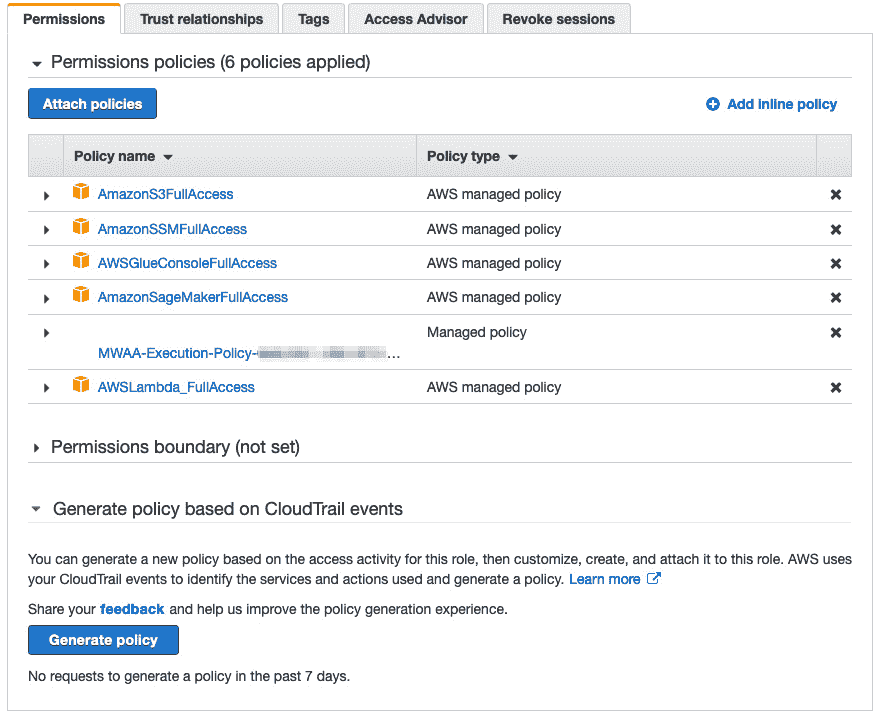 Permissions Trust relationships Tags Access Advisor Revoke sessions
Permissions policies (6 policies applied)
Attach policies Add inline policy
Policy name Policy type
AmazonS3FullAccess AWS managed policy
AmazonSSMFullAccess AWS managed policy
AWSGlueConsoleFullAccess AWS managed policy
AmazonSageMakerFullAccess AWS managed policy
Managed policy
MWAA-Execution-Policy-...
AWSLambda_FullAccess AWS managed policy
Permissions boundary (not set)
Generate policy based on CloudTrail events
You can generate a new policy based on the access activity for this role, then customize, create, and attach it to this role. AWS uses
your CloudTrail events to identify the services and actions used and generate a policy. Learn more
Share your feedback and help us improve the policy generation experience.
Generate policy
No requests to generate a policy in the past 7 days.